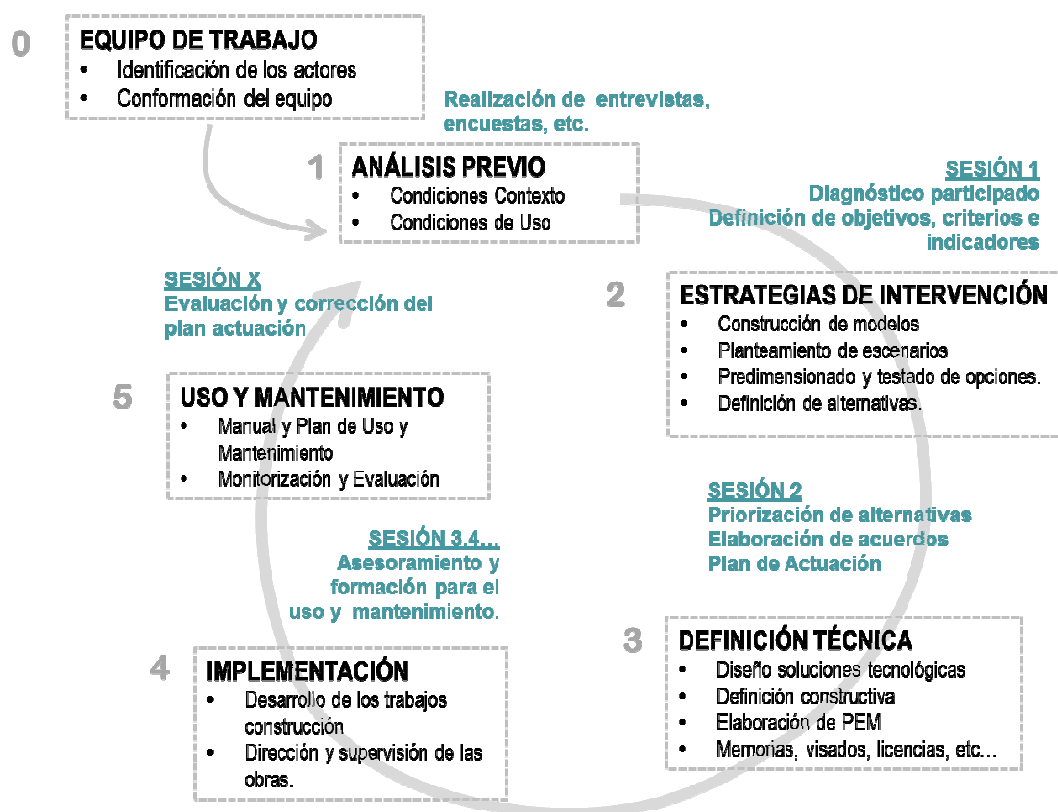 0
EQUIPO DE TRABAJO
• Identificación de los actores
• Conformación del equipo
Realización de entrevistas,
encuestas, etc.
1
ANÁLISIS PREVIO
• Condiciones Contexto
• Condiciones de Uso
SESIÓN 1
Diagnóstico participado
Definición de objetivos, criterios e
indicadores
2
ESTRATEGIAS DE INTERVENCIÓN
• Construcción de modelos
• Planteamiento de escenarios
• Predimensionado y testado de opciones.
• Definición de alternativas.
SESIÓN X
Evaluación y corrección del
plan actuación
5
USO Y MANTENIMIENTO
• Manual y Plan de Uso y
Mantenimiento
• Monitorización y Evaluación
SESIÓN 2
Priorización de alternativas
Elaboración de acuerdos
Plan de Actuación
SESIÓN 3.4...
Asesoramiento y
formación para el
uso y mantenimiento.
3
DEFINICIÓN TÉCNICA
• Diseño soluciones tecnológicas
• Definición constructiva
• Elaboración de PEM
• Memorias, visados, licencias, etc...
4
IMPLEMENTACIÓN
• Desarrollo de los trabajos
construcción
• Dirección y supervisión de las
obras.